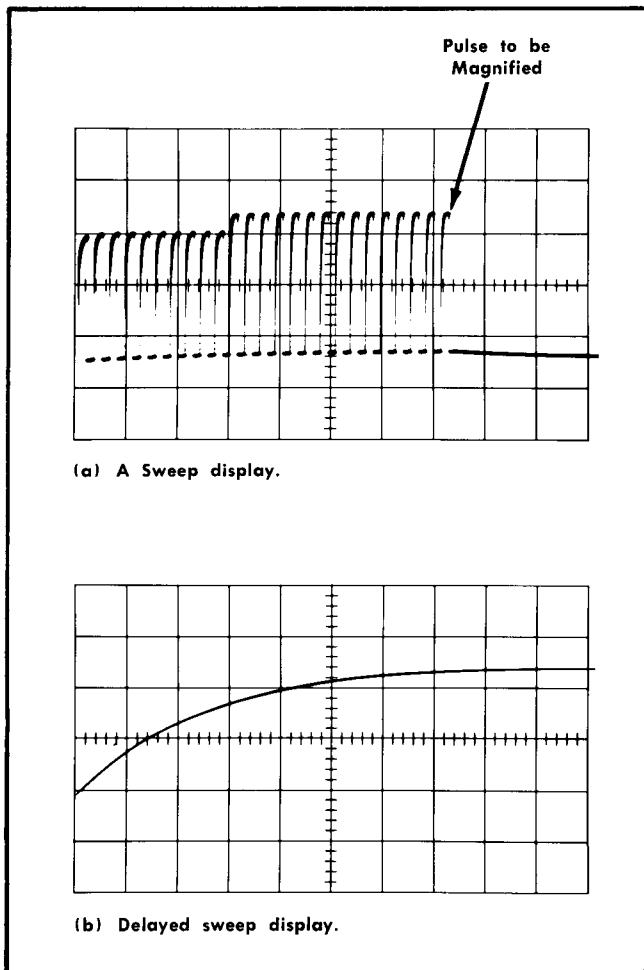 Pulse to be
Magnified
(a) A Sweep display.
(b) Delayed sweep display.